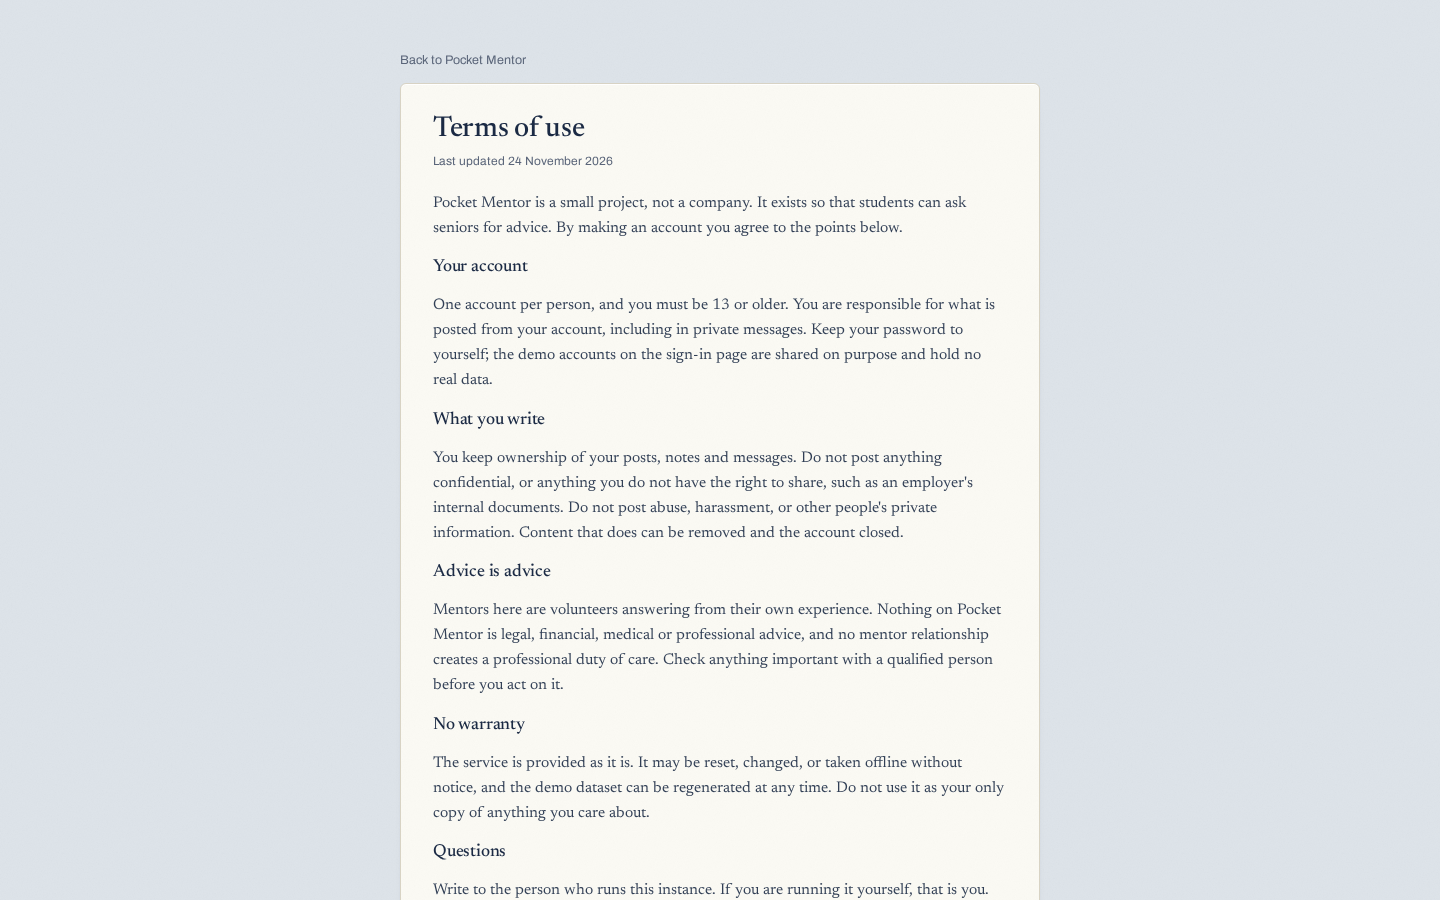 Back to Pocket Mentor
Terms of use
Last updated 24 November 2026
Pocket Mentor is a small project, not a company. It exists so that students can ask
seniors for advice. By making an account you agree to the points below.
Your account
One account per person, and you must be 13 or older. You are responsible for what is
posted from your account, including in private messages. Keep your password to
yourself; the demo accounts on the sign-in page are shared on purpose and hold no
real data.
What you write
You keep ownership of your posts, notes and messages. Do not post anything
confidential, or anything you do not have the right to share, such as an employer's
internal documents. Do not post abuse, harassment, or other people's private
information. Content that does can be removed and the account closed.
Advice is advice
Mentors here are volunteers answering from their own experience. Nothing on Pocket
Mentor is legal, financial, medical or professional advice, and no mentor relationship
creates a professional duty of care. Check anything important with a qualified person
before you act on it.
No warranty
The service is provided as it is. It may be reset, changed, or taken offline without
notice, and the demo dataset can be regenerated at any time. Do not use it as your only
copy of anything you care about.
Questions
Write to the person who runs this instance. If you are running it yourself, that is you.